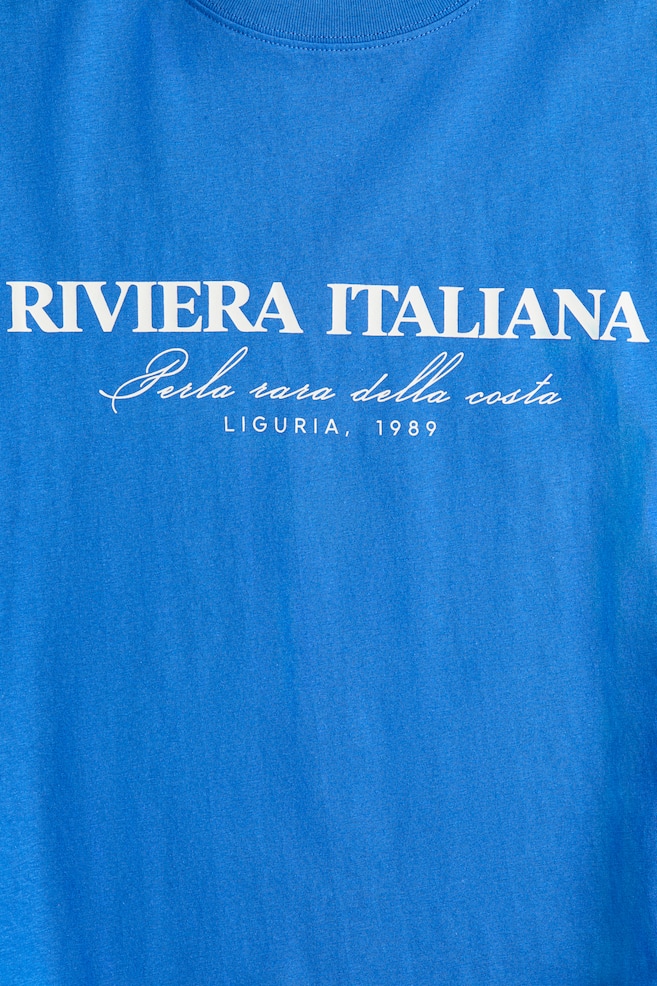 RIVIERA ITALIANA
Perla rara della costa
LIGURIA, 1989